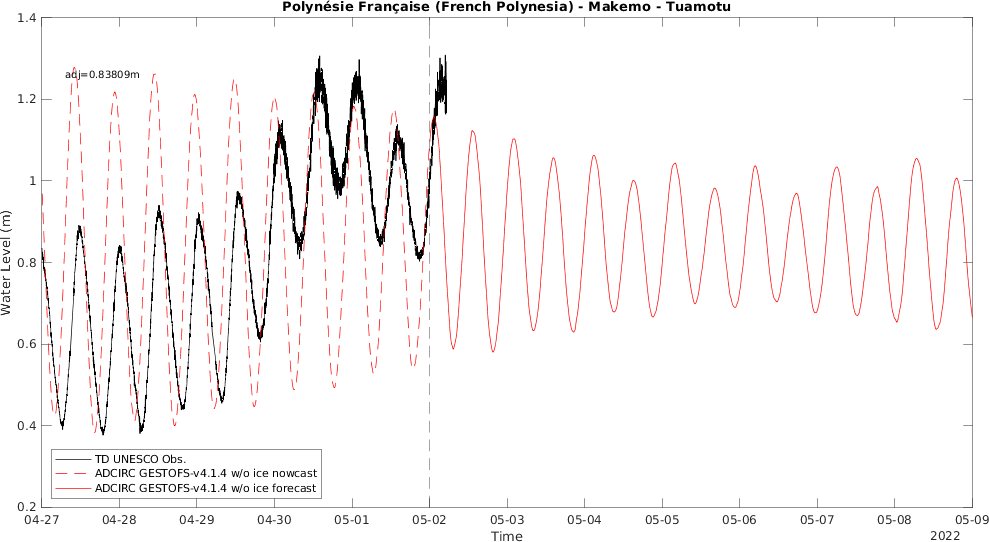 Polynésie Française (French Polynesia) - Makemo - Tuamotu
adj=0.83809m
Water Level (m)
1.4
1.2
1
0.8
0.6
0.4
0.2
TD UNESCO Obs.
ADCIRC GESTOFS-v4.1.4 w/o ice nowcast
ADCIRC GESTOFS-v4.1.4 w/o ice forecast
04-27 04-28 04-29 04-30 05-01 05-02 05-03 05-04 05-05 05-06 05-07 05-08 05-09
Time
2022